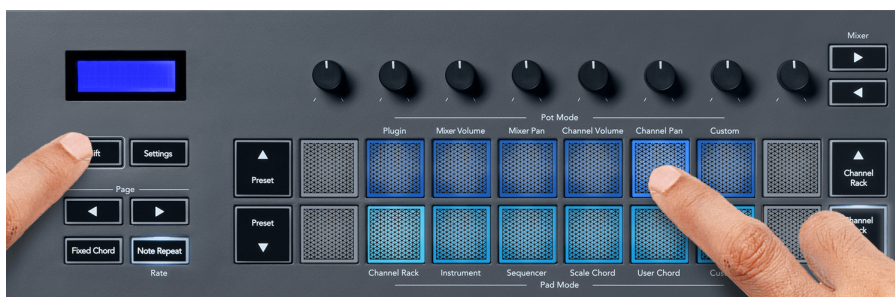 Mixer
Pot Mode
Plugin Mixer Volume Mixer Pan Channel Volume Channel Pan Custom
Settings
Preset
Channel
Rack
Page
Preset
Fixed Chord Note Repeat
Rate
Channel Rack Instrument Sequencer Scale Chord User Chord
Pad Mode